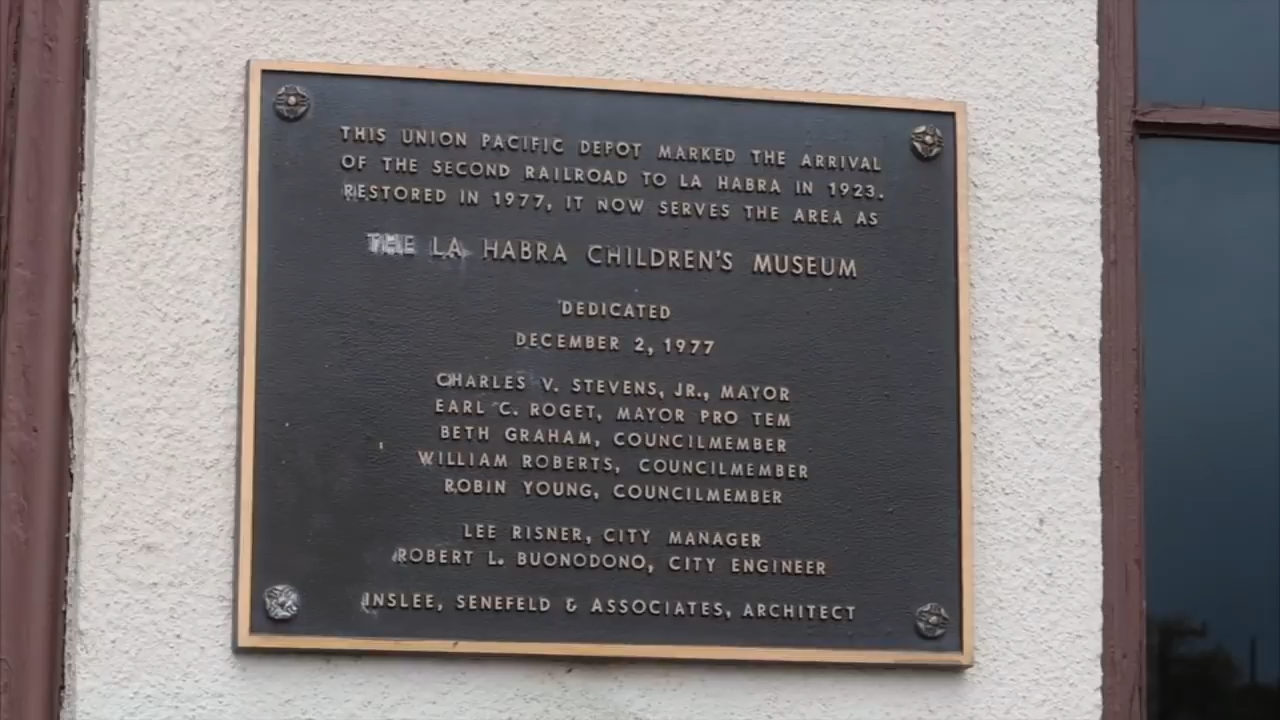 THIS UNION PACIFIC DEPOT MARKED THE ARRIVAL
OF THE SECOND RAILROAD TO LA HABRA IN 1923.
RESTORED IN 1977, IT NOW SERVES THE AREA AS
THE LA HABRA CHILDREN'S MUSEUM
DEDICATED
DECEMBER 2, 1977
CHARLES V. STEVENS, JR., MAYOR
EARL C. ROGET, MAYOR PRO TEM
BETH GRAHAM, COUNCILMEMBER
WILLIAM ROBERTS, COUNCILMEMBER
ROBIN YOUNG, COUNCILMEMBER
LEE RISNER, CITY MANAGER
ROBERT L. BUONODONO, CITY ENGINEER
INSLEE, SENEFELD & ASSOCIATES, ARCHITECT